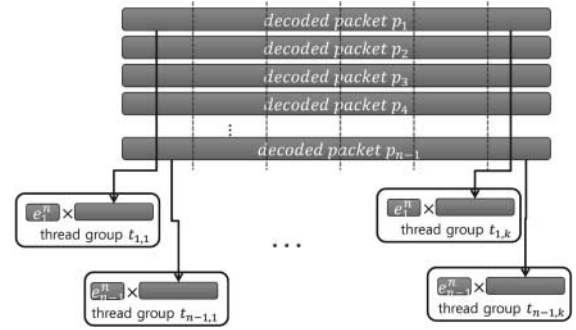 decoded packet p₁
decoded packet p₂
decoded packet p₃
decoded packet p₄
⋮
decoded packet pₙ₋₁
e₁ⁿ ×
thread group t₁,₁
e₁ⁿ ×
thread group t₁,ₖ
...
eₙ₋₁ⁿ ×
thread group tₙ₋₁,₁
eₙ₋₁ⁿ ×
thread group tₙ₋₁,ₖ